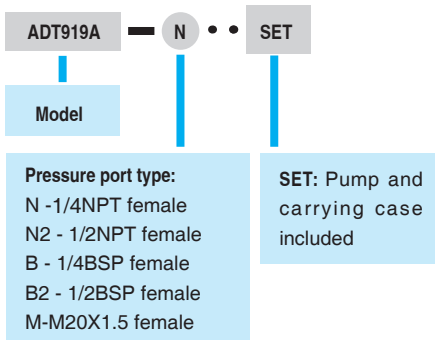 ADT919A — N • • SET
Model
Pressure port type:
N -1/4NPT female
N2 - 1/2NPT female
B - 1/4BSP female
B2 - 1/2BSP female
M-M20X1.5 female
SET: Pump and
carrying case
included